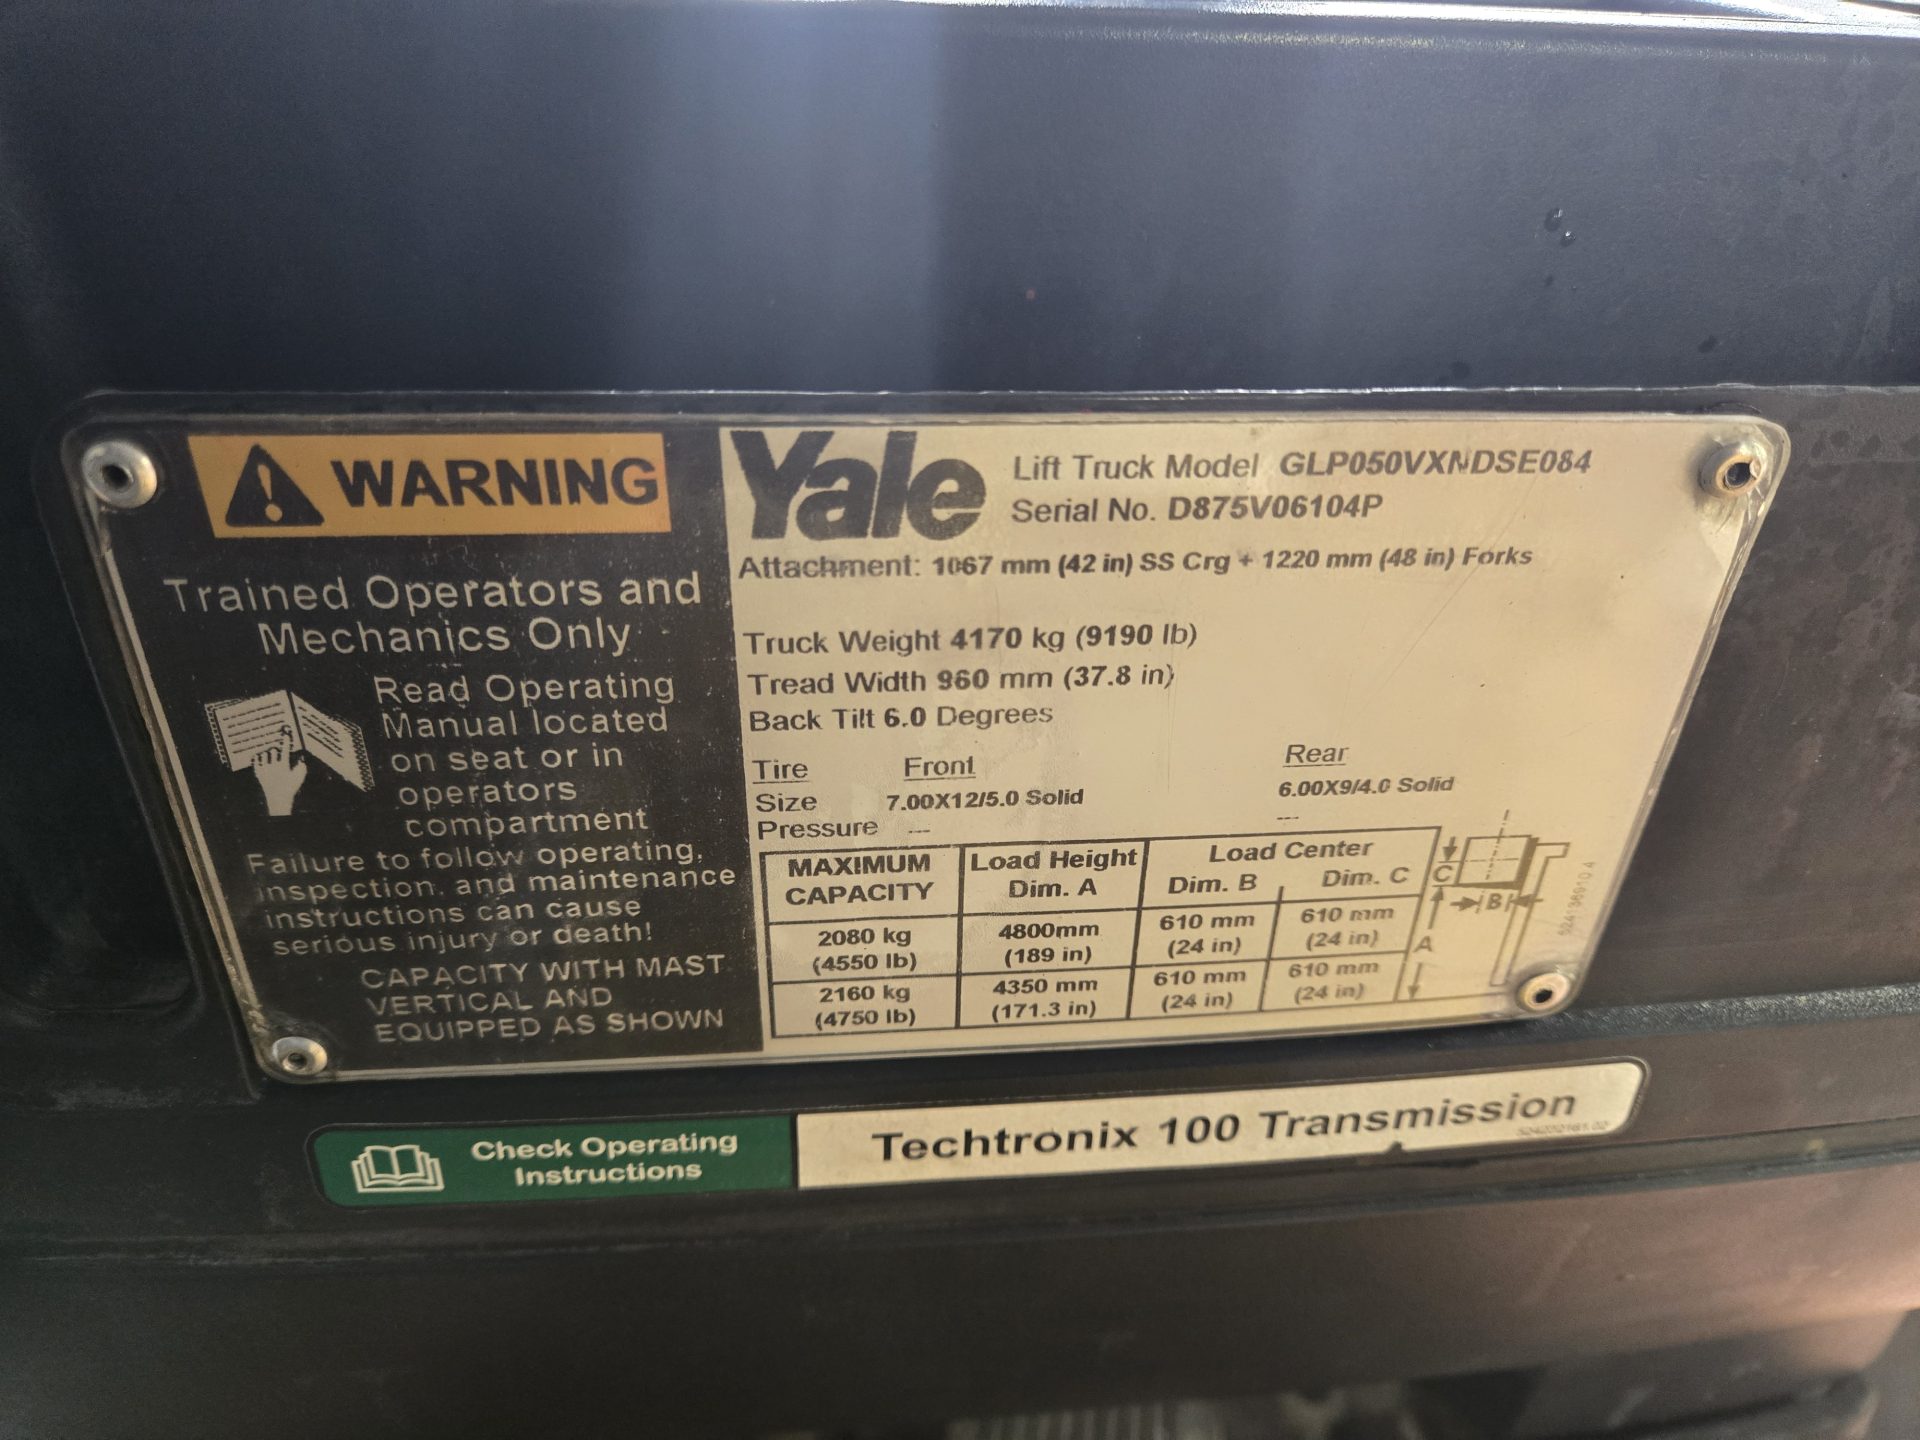 WARNING
Trained Operators and
Mechanics Only
Read Operating
Manual located
on seat or in
operators
compartment
Failure to follow operating,
inspection, and maintenance
instructions can cause
serious injury or death!
CAPACITY WITH MAST
VERTICAL AND
EQUIPPED AS SHOWN
Yale
Lift Truck Model GLP050VXNDSE084
Serial No. D875V06104P
Attachment: 1067 mm (42 in) SS Crg + 1220 mm (48 in) Forks
Truck Weight 4170 kg (9190 lb)
Tread Width 960 mm (37.8 in)
Back Tilt 6.0 Degrees
Tire Front Rear
Size 7.00X12/5.0 Solid 6.00X9/4.0 Solid
Pressure --- ---
MAXIMUM CAPACITY Load Height Dim. A Load Center Dim. B Dim. C
2080 kg (4550 lb) 4800mm (189 in) 610 mm (24 in) 610 mm (24 in)
2160 kg (4750 lb) 4350 mm (171.3 in) 610 mm (24 in) 610 mm (24 in)
C
B
A
Check Operating
Instructions
Techtronix 100 Transmission